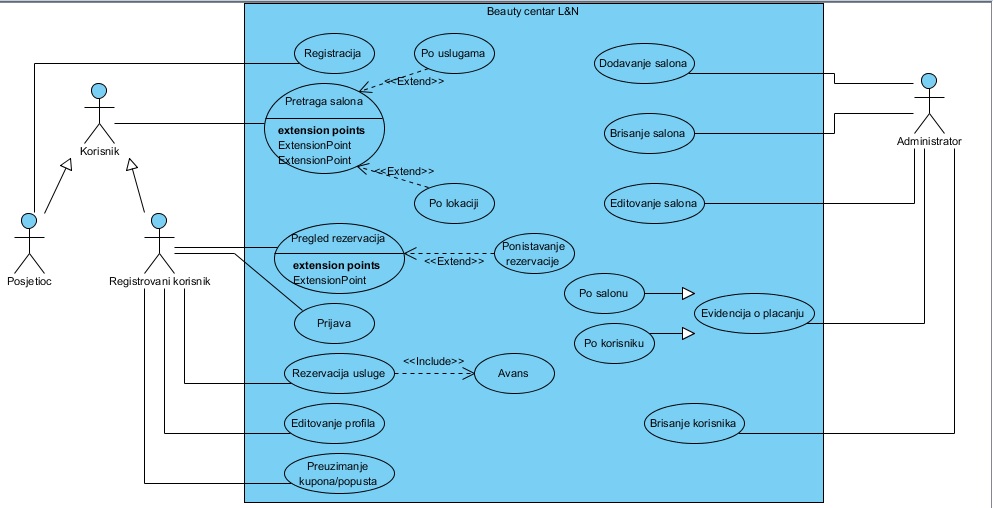 Beauty centar L&N
Registracija
Po uslugama
<<Extend>>
Pretraga salona
extension points
ExtensionPoint
ExtensionPoint
<<Extend>>
Po lokaciji
Korisnik
Posjetioc
Registrovani korisnik
Pregled rezervacija
extension points
ExtensionPoint
<<Extend>>
Ponistavanje
rezervacije
Prijava
Rezervacija usluge
<<Include>>
Avans
Editovanje profila
Preuzimanje
kupona/popusta
Dodavanje salona
Brisanje salona
Editovanje salona
Po salonu
Po korisniku
Evidencija o placanju
Brisanje korisnika
Administrator